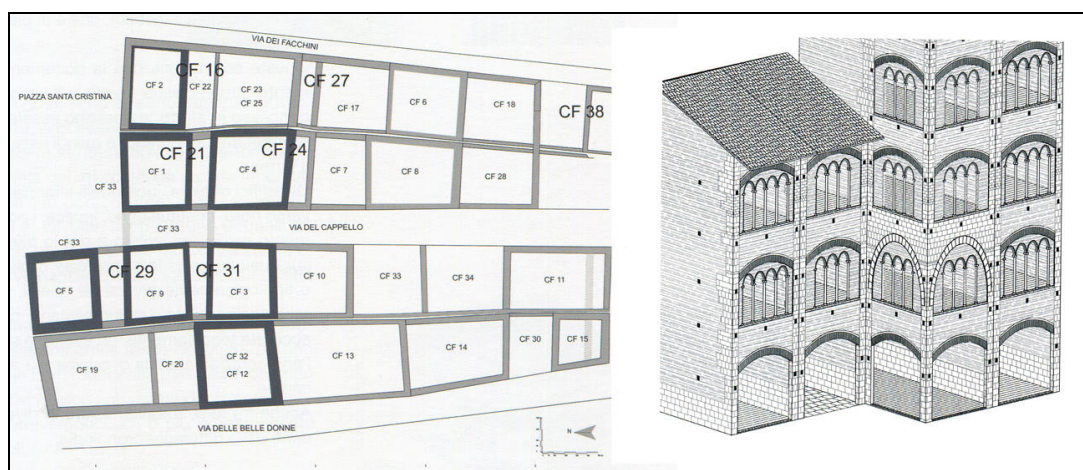 VIA DEI FACCHINI
PIAZZA SANTA CRISTINA
CF 2
CF 16
CF 22
CF 23
CF 25
CF 27
CF 17
CF 6
CF 18
CF 38
CF 33
CF 1
CF 21
CF 4
CF 24
CF 7
CF 8
CF 28
CF 33
VIA DEL CAPPELLO
CF 33
CF 5
CF 29
CF 9
CF 31
CF 3
CF 10
CF 33
CF 34
CF 11
CF 19
CF 20
CF 32
CF 12
CF 13
CF 14
CF 30
CF 15
VIA DELLE BELLE DONNE
N